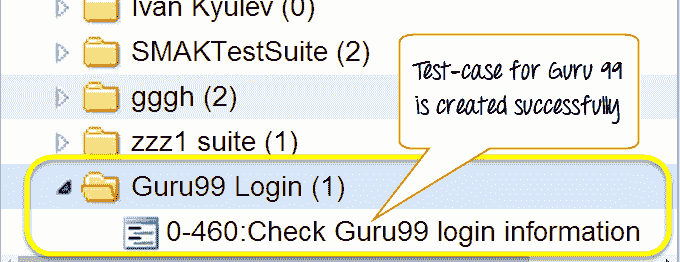 Ivan Kyulev (0)
SMAKTestSuite (2)
Test-case for Guru 99
is created successfully
gggh (2)
zzz1 suite (1)
Guru99 Login (1)
0-460:Check Guru99 login information